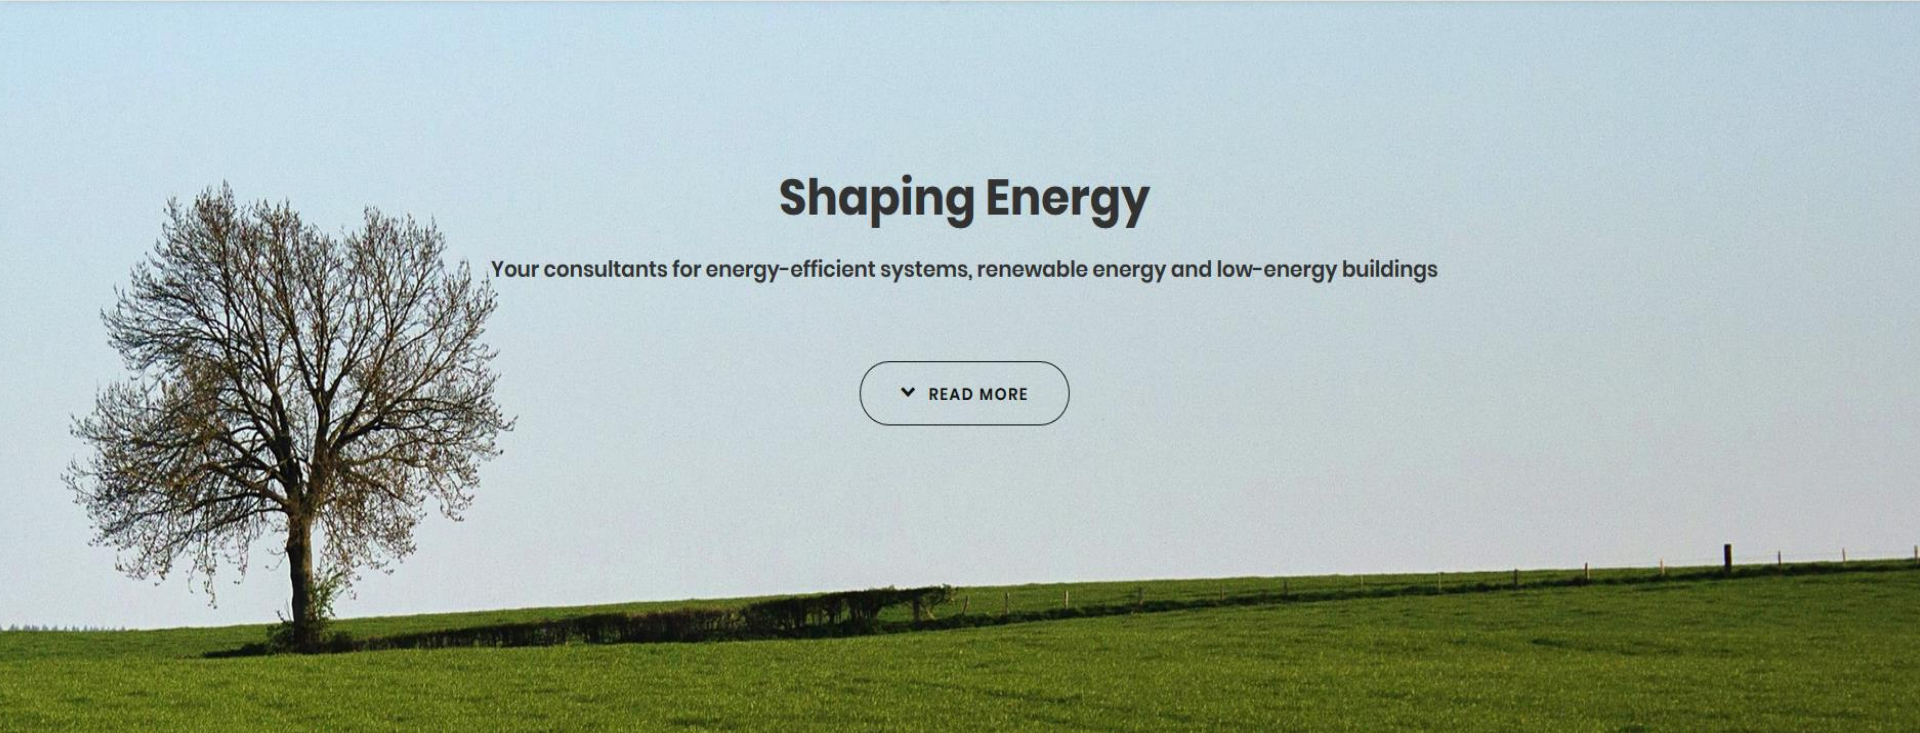 Shaping Energy
Your consultants for energy-efficient systems, renewable energy and low-energy buildings
READ MORE